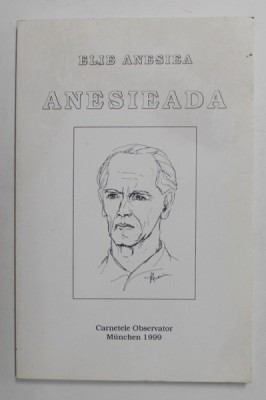 ELIE ANESIEA
ANESIEADA
Carnetele Observator
München 1999